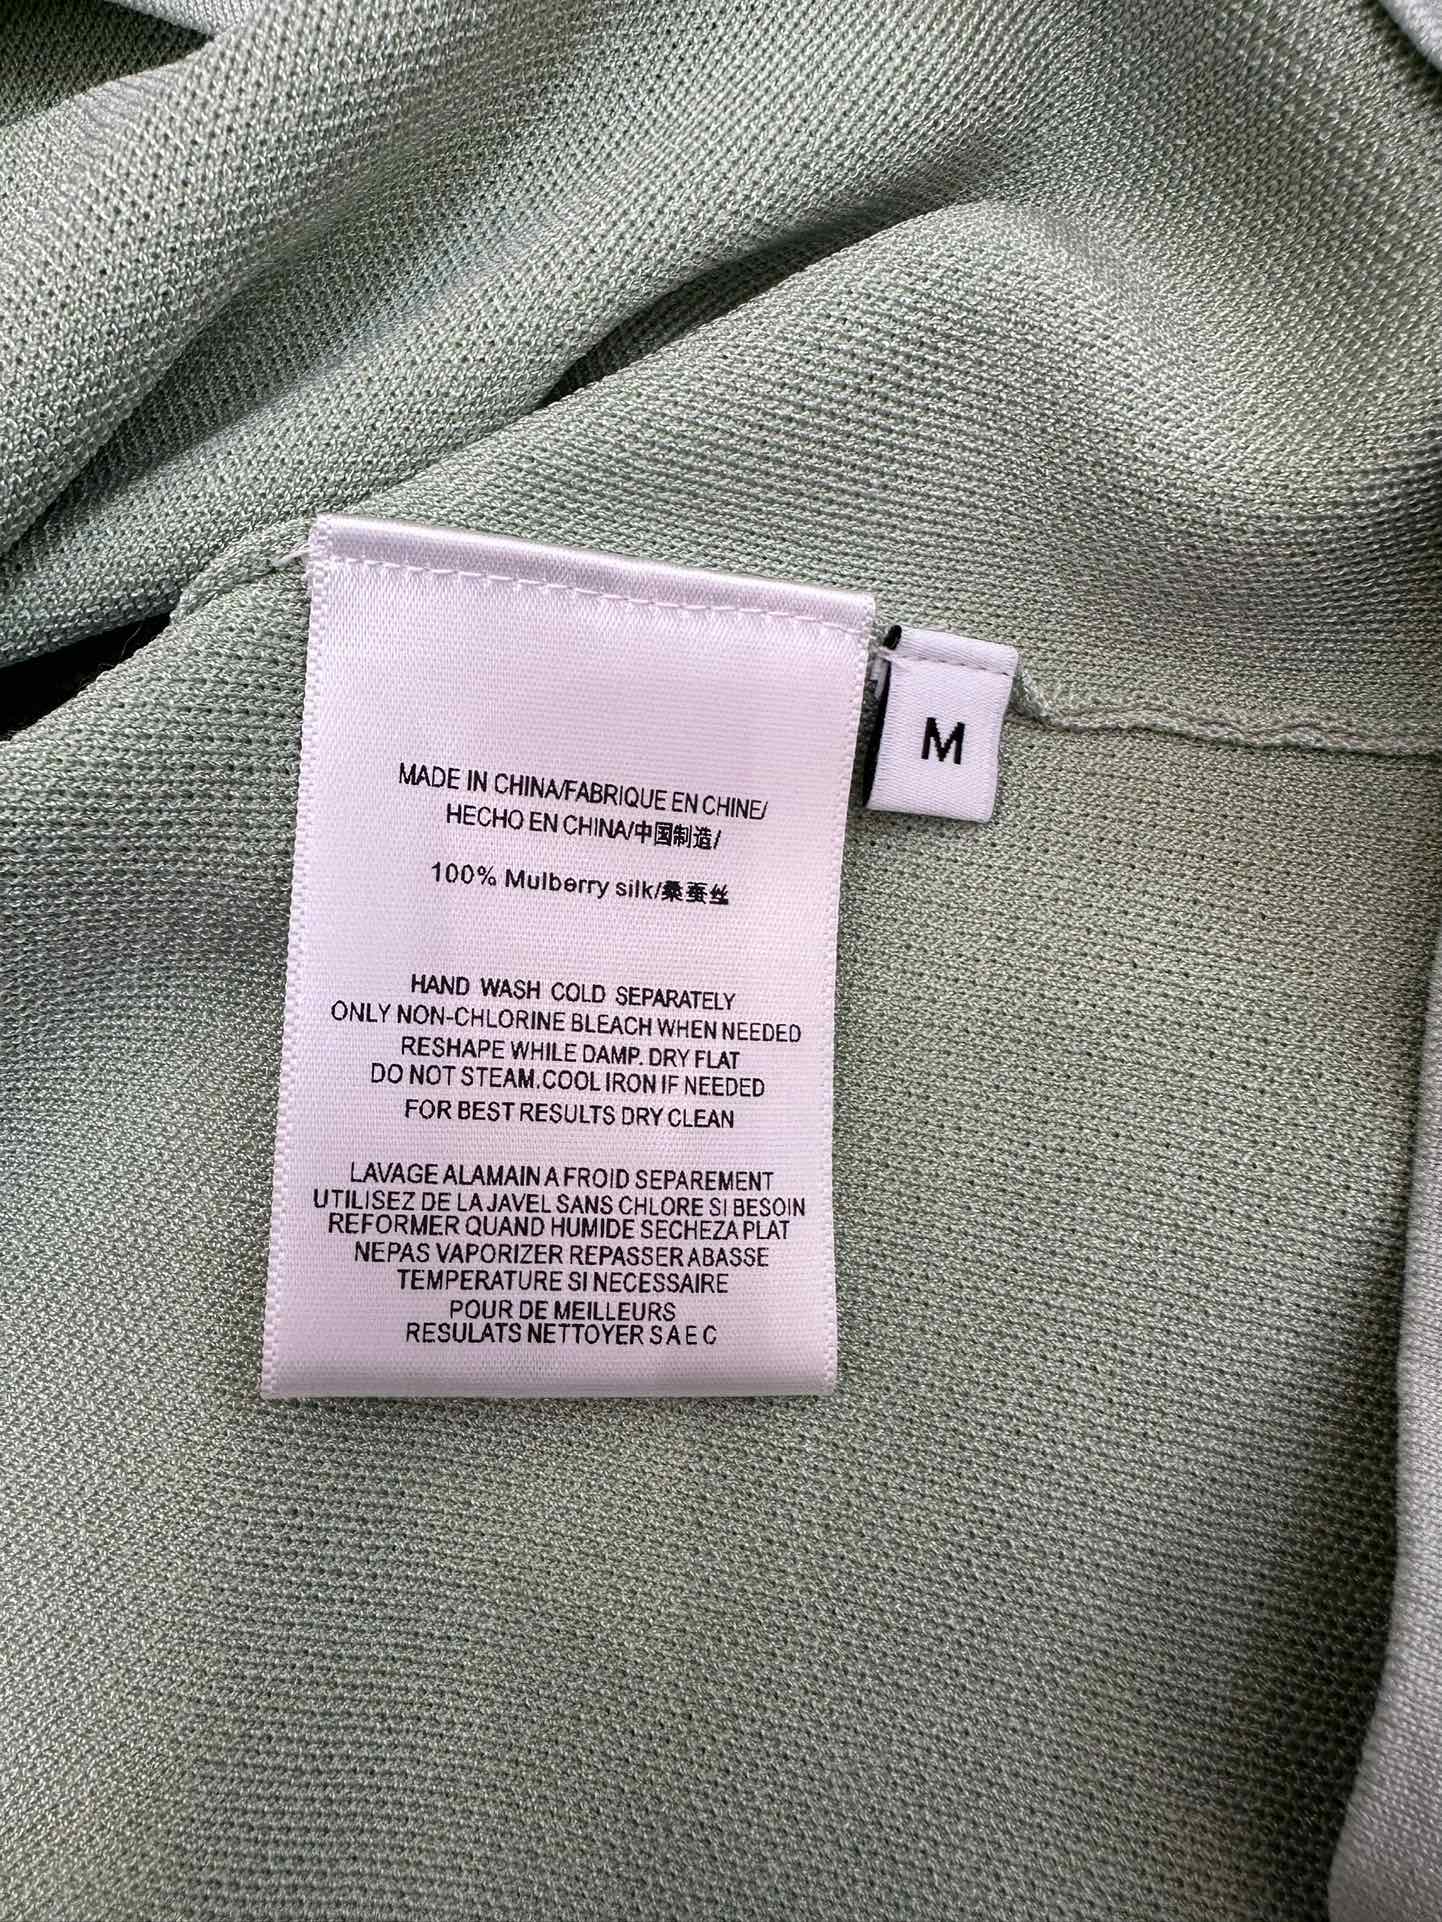 MADE IN CHINA/FABRIQUE EN CHINE/
HECHO EN CHINA/中国制造/
100% Mulberry silk/桑蚕丝
HAND WASH COLD SEPARATELY
ONLY NON-CHLORINE BLEACH WHEN NEEDED
RESHAPE WHILE DAMP. DRY FLAT
DO NOT STEAM.COOL IRON IF NEEDED
FOR BEST RESULTS DRY CLEAN
LAVAGE ALAMAIN A FROID SEPAREMENT
UTILISEZ DE LA JAVEL SANS CHLORE SI BESOIN
REFORMER QUAND HUMIDE SECHEZA PLAT
NEPAS VAPORIZER REPASSER ABASSE
TEMPERATURE SI NECESSAIRE
POUR DE MEILLEURS
RESULATS NETTOYER S A E C
M